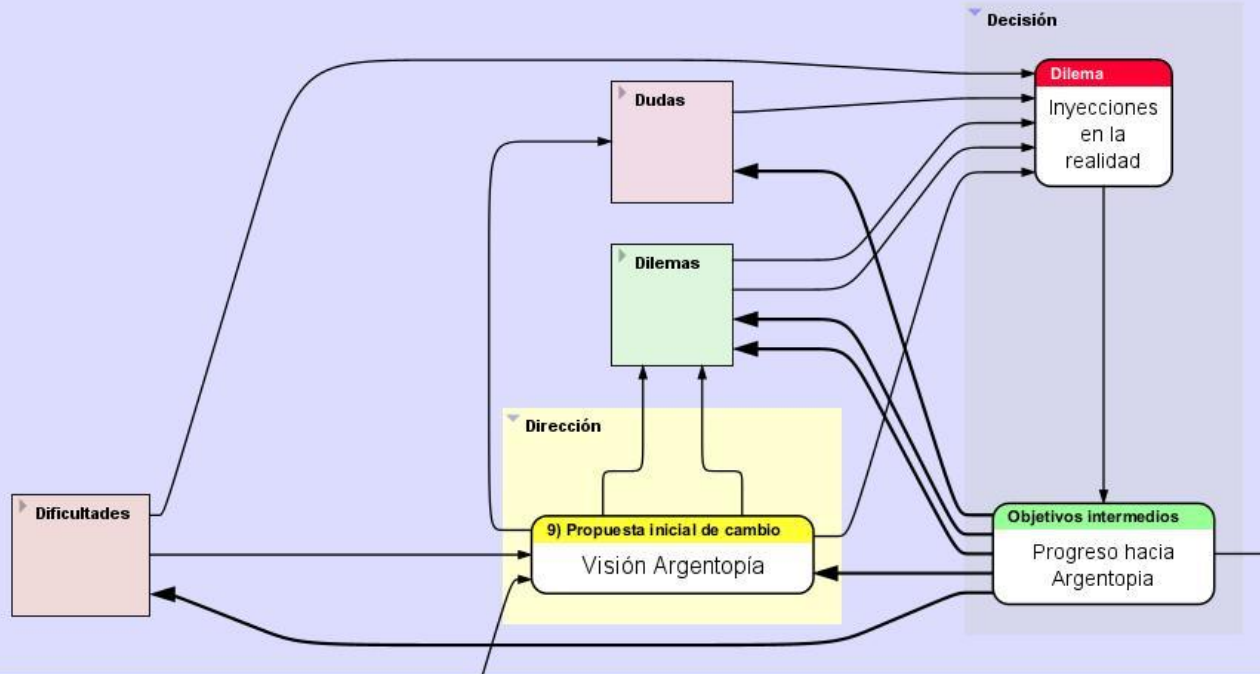 Decisión
Dilema
Inyecciones
en la
realidad
Dudas
Dilemas
Dirección
9) Propuesta inicial de cambio
Visión Argentopía
Dificultades
Objetivos intermedios
Progreso hacia
Argentopia